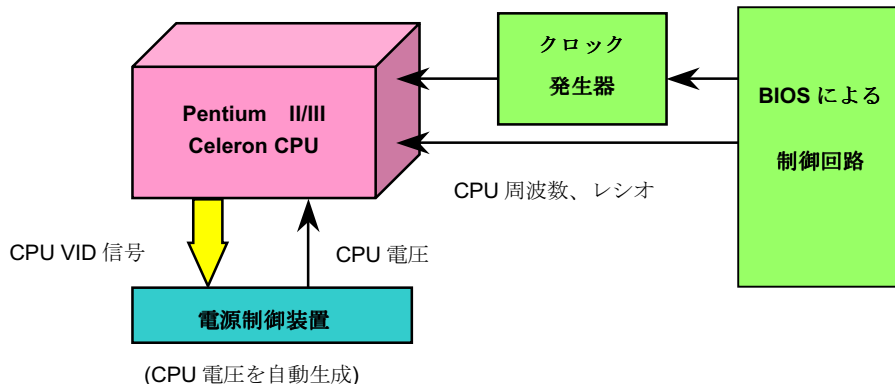 クロック
発生器
BIOS による
制御回路
Pentium II/III
Celeron CPU
CPU 周波数、レシオ
CPU VID 信号
CPU 電圧
電源制御装置
(CPU 電圧を自動生成)